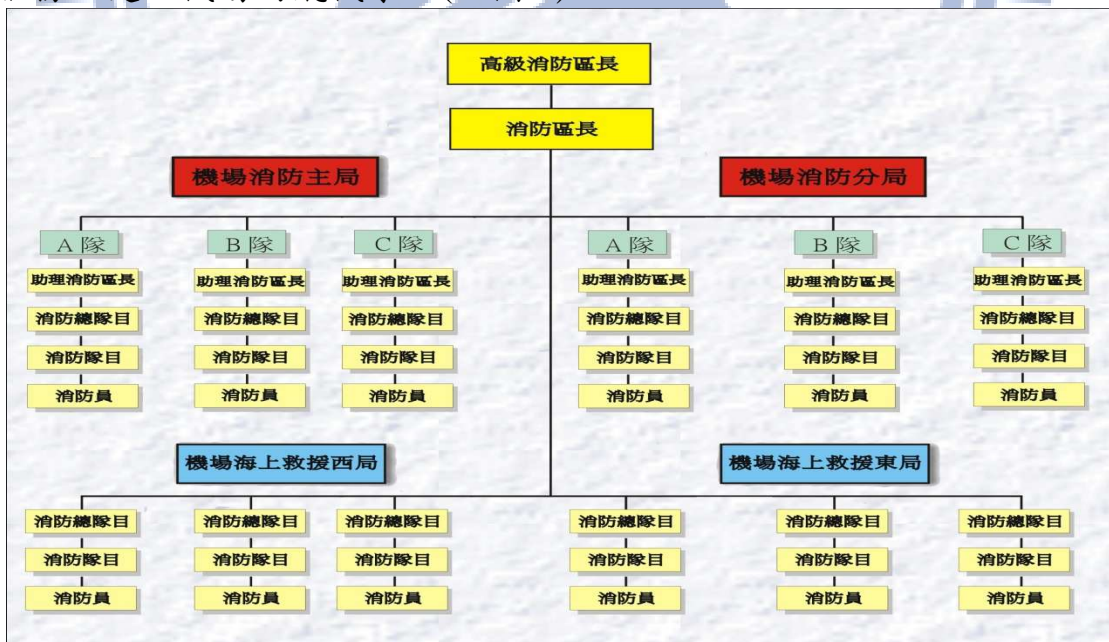 高級消防區長
消防區長
機場消防主局 機場消防分局
A隊 B隊 C隊 A隊 B隊 C隊
助理消防區長 助理消防區長 助理消防區長 助理消防區長 助理消防區長 助理消防區長
消防總隊目 消防總隊目 消防總隊目 消防總隊目 消防總隊目 消防總隊目
消防隊目 消防隊目 消防隊目 消防隊目 消防隊目 消防隊目
消防員 消防員 消防員 消防員 消防員 消防員
機場海上救援西局 機場海上救援東局
消防總隊目 消防總隊目 消防總隊目 消防總隊目 消防總隊目 消防總隊目
消防隊目 消防隊目 消防隊目 消防隊目 消防隊目 消防隊目
消防員 消防員 消防員 消防員 消防員 消防員